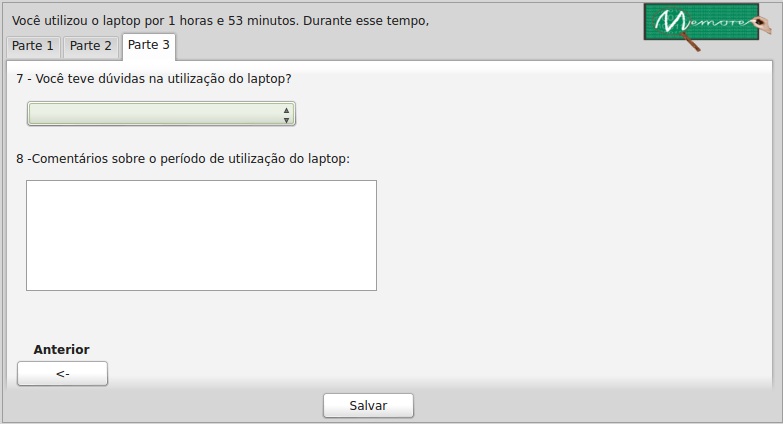 Você utilizou o laptop por 1 horas e 53 minutos. Durante esse tempo,
Memore
Parte 1 Parte 2 Parte 3
7 - Você teve dúvidas na utilização do laptop?
8 -Comentários sobre o período de utilização do laptop:
Anterior
<-
Salvar